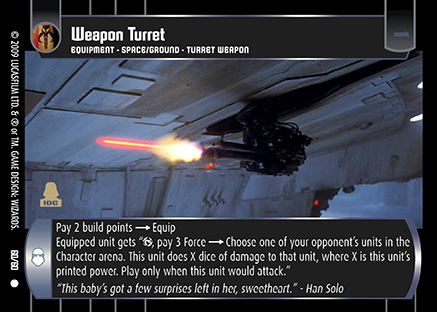 Weapon Turret
EQUIPMENT • SPACE/GROUND • TURRET WEAPON
© 2009 LUCASFILM LTD. & ® or TM. GAME DESIGN: WIZARDS.
IDC
Pay 2 build points → Equip
Equipped unit gets “, pay 3 Force → Choose one of your opponent's units in the
Character arena. This unit does X dice of damage to that unit, where X is this unit's
printed power. Play only when this unit would attack.”
“This baby's got a few surprises left in her, sweetheart.” - Han Solo